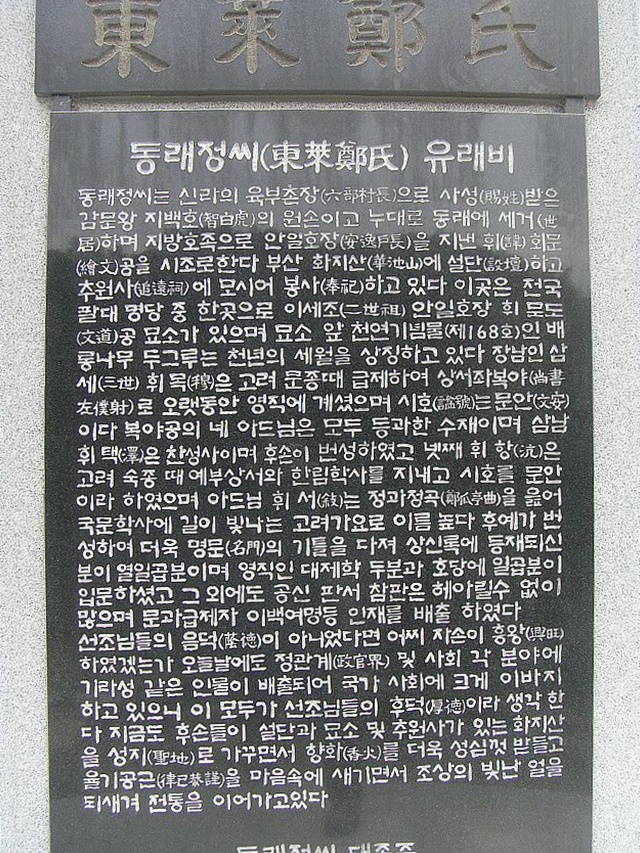 東萊鄭氏
동래정씨(東萊鄭氏) 유래비
동래정씨는 신라의 육부촌장(六部村長)으로 사성(賜姓)받은
감문왕 지백호(智白虎)의 원손이고 누대로 동래에 세거(世
居)하며 지방호족으로 안일호장(安逸戶長)을 지낸 휘(諱) 회문
(繪文)공을 시조로한다 부산 화지산(華池山)에 설단(設壇)하고
추원사(追遠祠)에 모시어 봉사(奉祀)하고 있다 이곳은 전국
팔대 명당 중 한곳으로 이세조(二世祖) 안일호장 휘 문도
(文道)공 묘소가 있으며 묘소 앞 천연기념물(제168호)인 배
롱나무 두그루는 천년의 세월을 상징하고 있다 장남인 삼
세(三世) 휘 목(穆)은 고려 문종때 급제하여 상서좌복야(尙書
左僕射)로 오랫동안 영직에 계셨으며 시호(諡號)는 문안(文安)
이다 복야공의 네 아드님은 모두 등과한 수재이며 삼남
휘 택(澤)은 찬성사이며 후손이 번성하였고 넷째 휘 항(沆)은
고려 숙종 때 예부상서와 한림학사를 지내고 시호를 문안
이라 하였으며 아드님 휘 서(敍)는 정과정곡(鄭瓜亭曲)을 읊어
국문학사에 길이 빛나는 고려가요로 이름 높다 후예가 번
성하여 더욱 명문(名門)의 기틀을 다져 상신록에 등재되신
분이 열일곱분이며 영직인 대제학 두분과 호당에 일곱분이
입문하셨고 그 외에도 공신 판서 참판은 헤아릴수 없이
많으며 문과급제자 이백여명등 인재를 배출 하였다
선조님들의 음덕(蔭德)이 아니었다면 어찌 자손이 흥왕(興旺)
하였겠는가 오늘날에도 정관계(政官界) 및 사회 각 분야에
기라성 같은 인물이 배출되어 국가 사회에 크게 이바지
하고 있으니 이 모두가 선조님들의 후덕(厚德)이라 생각 한
다 지금도 후손들이 설단과 묘소 및 추원사가 있는 화지산
을 성지(聖地)로 가꾸면서 향화(香火)를 더욱 성심껏 받들고
율기공근(律己恭謹)을 마음속에 새기면서 조상의 빛난 얼을
되새겨 전통을 이어가고있다
동래정씨 대종중